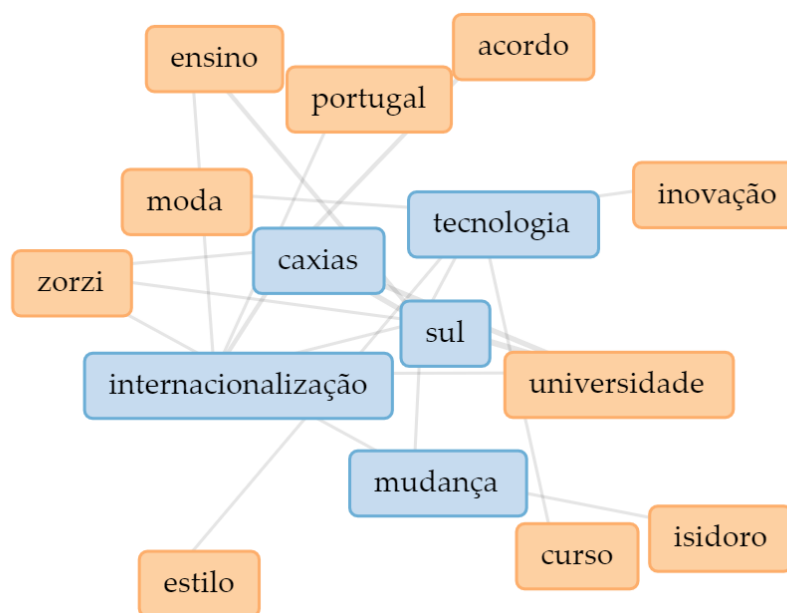 acordo
ensino
portugal
inovação
moda
tecnologia
caxias
zorzi
sul
internacionalização
universidade
mudança
isidoro
curso
estilo